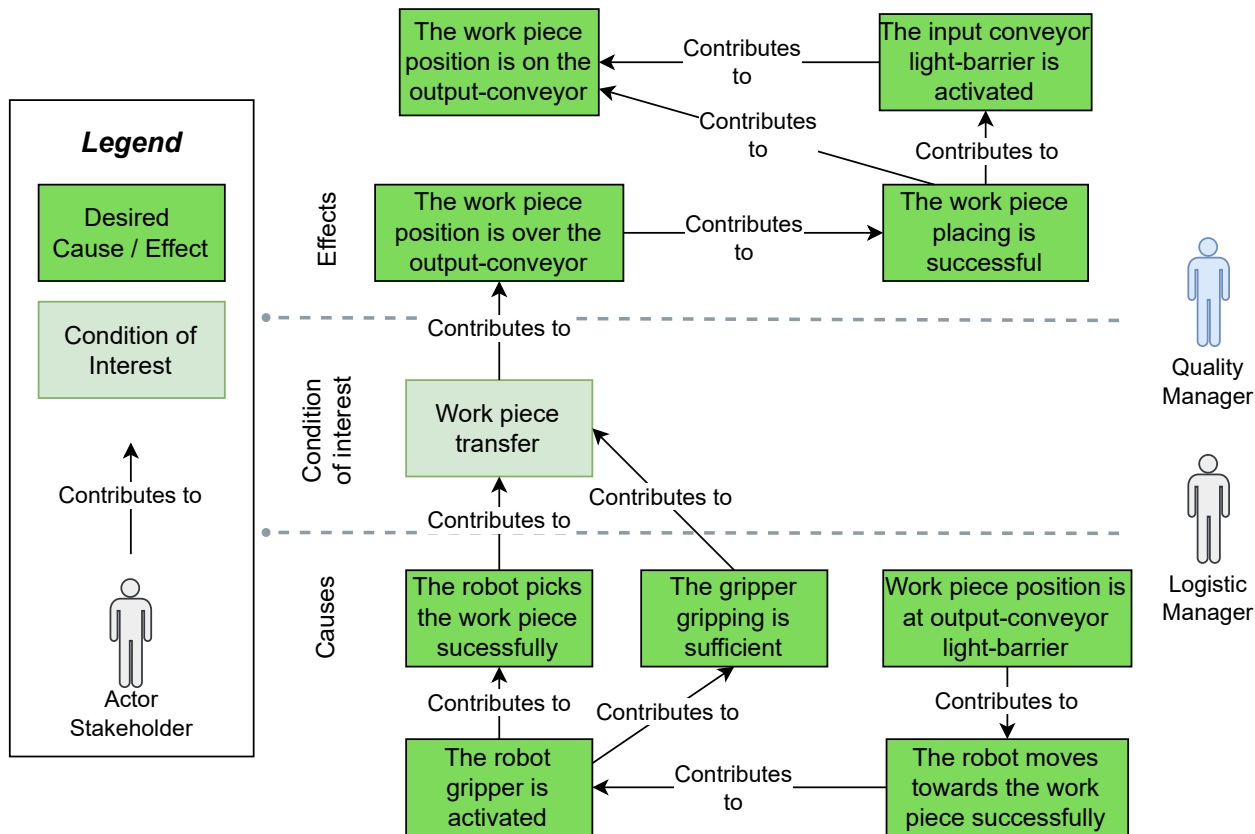 Legend
Desired
Cause / Effect
Condition of
Interest
Contributes to
Actor
Stakeholder
Effects
The work piece
position is on the
output-conveyor
Contributes
to
The input conveyor
light-barrier is
activated
Contributes
to
Contributes to
The work piece
position is over the
output-conveyor
Contributes
to
The work piece
placing is
successful
Contributes to
Quality
Manager
Condition
of interest
Work piece
transfer
Contributes to
Contributes to
Logistic
Manager
Causes
The robot picks
the work piece
sucessfully
The gripper
gripping is
sufficient
Work piece position is
at output-conveyor
light-barrier
Contributes to
Contributes to
Contributes to
The robot
gripper is
activated
Contributes
to
The robot moves
towards the work
piece successfully